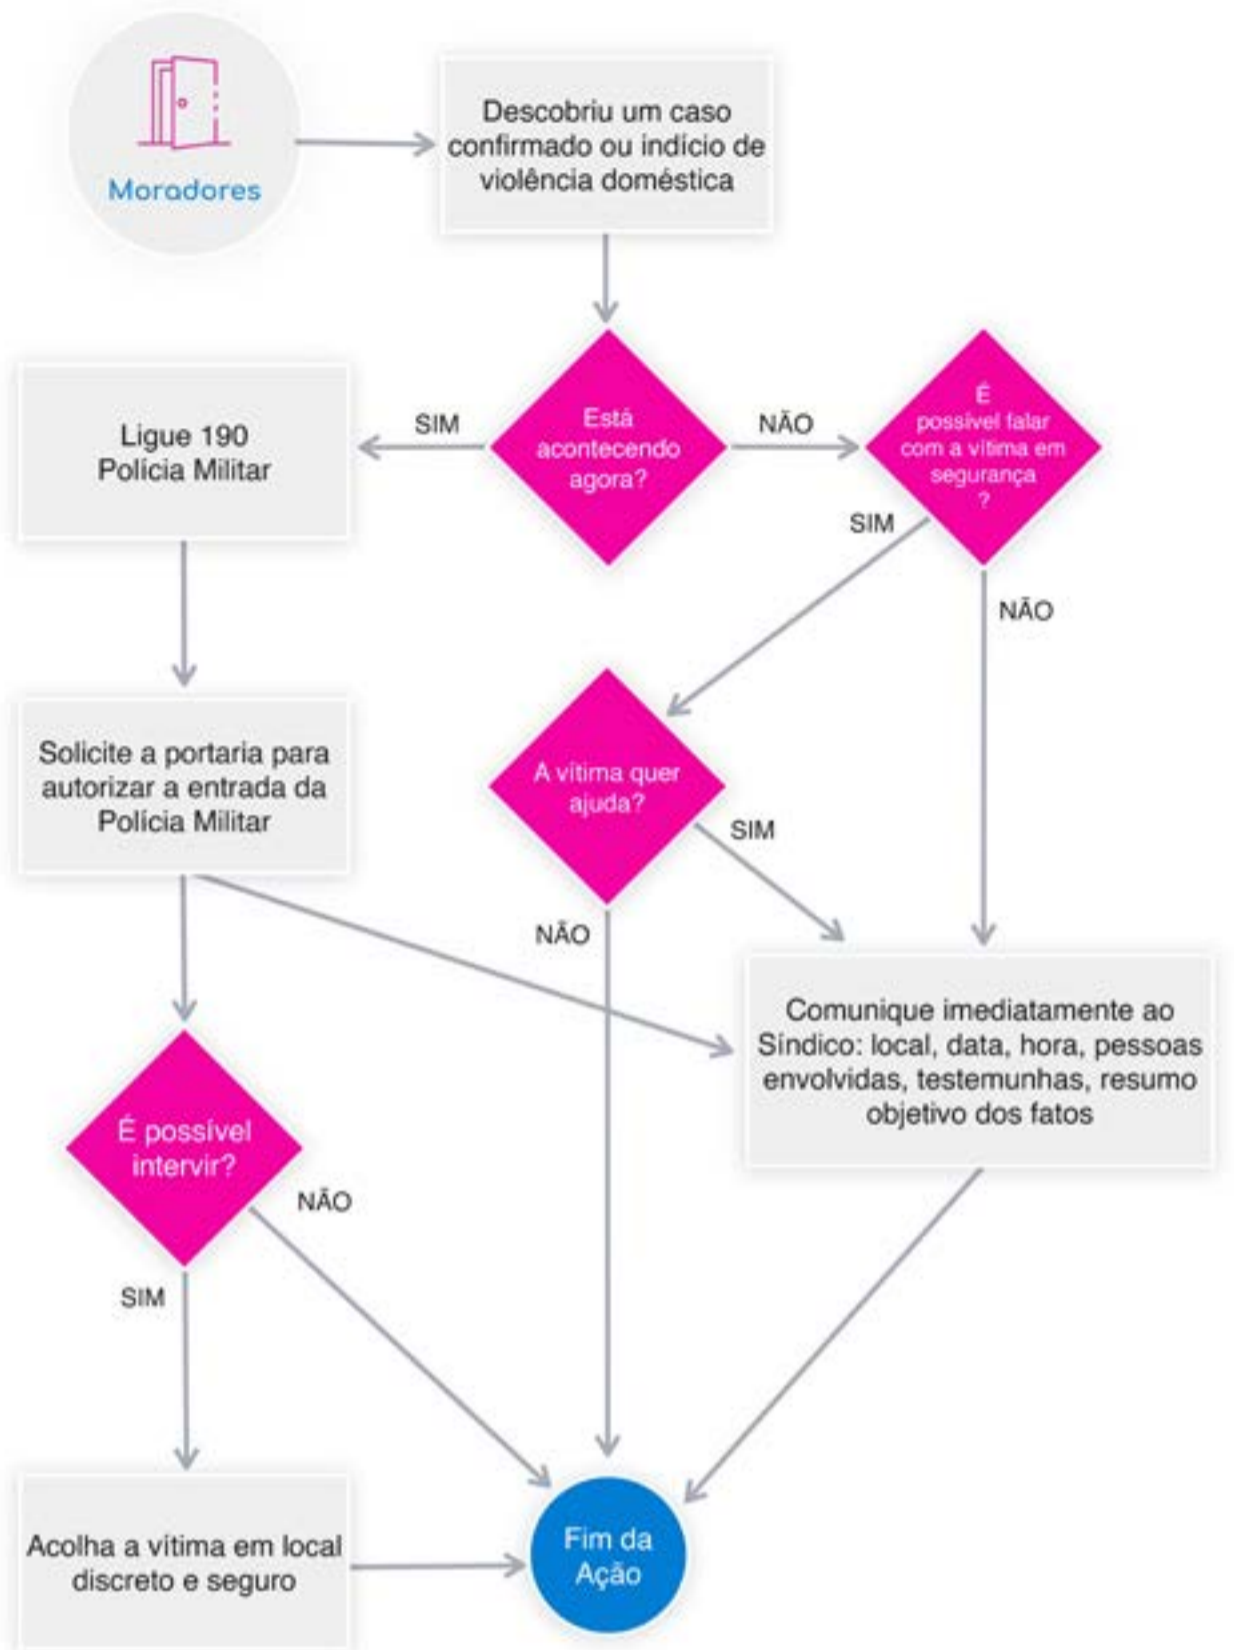 Moradores
Descobriu um caso
confirmado ou indício de
violência doméstica
Está
acontecendo
agora?
SIM
NÃO
Ligue 190
Polícia Militar
É
possível falar
com a vítima em
segurança
?
SIM
NÃO
Solicite a portaria para
autorizar a entrada da
Polícia Militar
A vítima quer
ajuda?
SIM
NÃO
Comunique imediatamente ao
Síndico: local, data, hora, pessoas
envolvidas, testemunhas, resumo
objetivo dos fatos
É possível
intervir?
NÃO
SIM
Acolha a vítima em local
discreto e seguro
Fim da
Ação